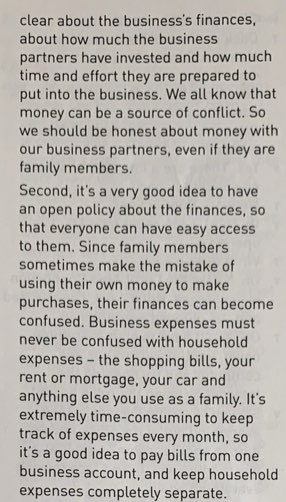 clear about the business's finances,
about how much the business
partners have invested and how much
time and effort they are prepared to
put into the business. We all know that
money can be a source of conflict. So
we should be honest about money with
our business partners, even if they are
family members.
Second, it's a very good idea to have
an open policy about the finances, so
that everyone can have easy access
to them. Since family members
sometimes make the mistake of
using their own money to make
purchases, their finances can become
confused. Business expenses must
never be confused with household
expenses – the shopping bills, your
rent or mortgage, your car and
anything else you use as a family. It's
extremely time-consuming to keep
track of expenses every month, so
it's a good idea to pay bills from one
business account, and keep household
expenses completely separate.